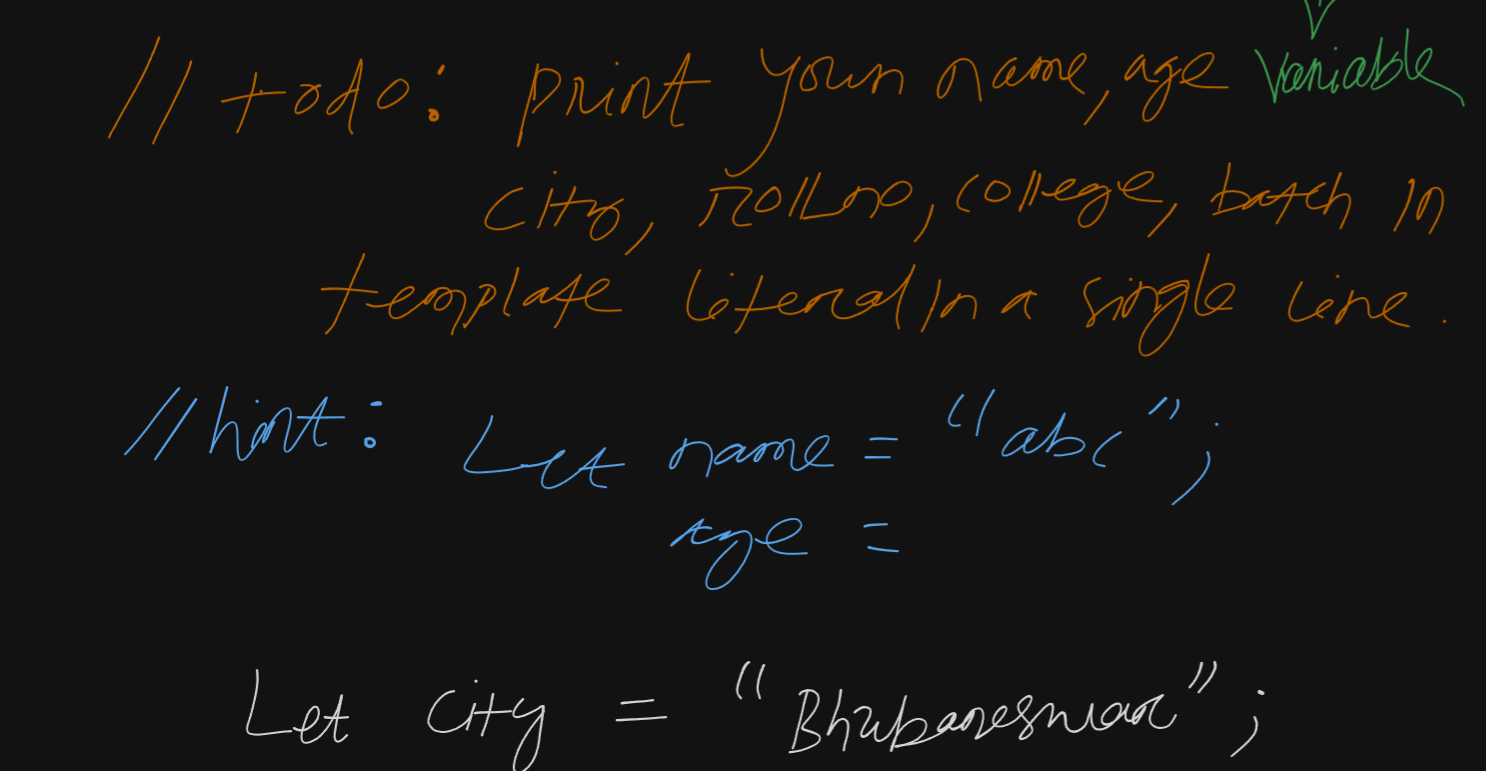 // todo: print your name, age variable
city, rollno, college, batch in
template literal in a single line.
// hint: Let name = "abc";
age =
Let city = "Bhubaneswar";